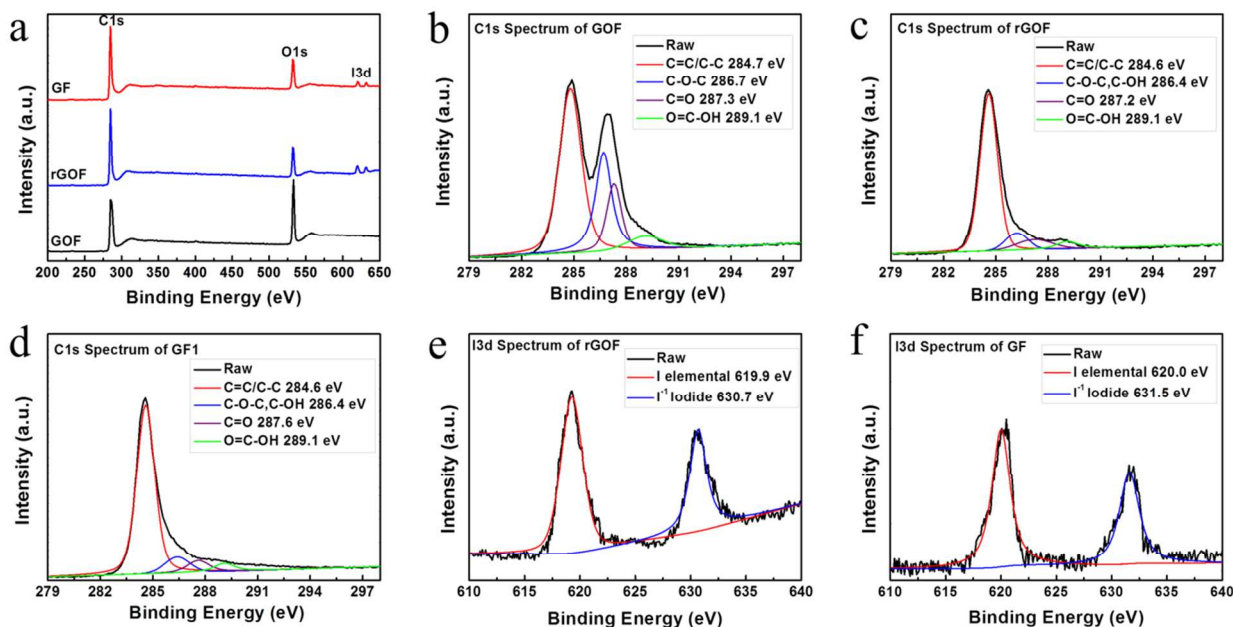 a
C1s
O1s
I3d
GF
rGOF
GOF
Intensity (a.u.)
200 250 300 350 400 450 500 550 600 650
Binding Energy (eV)
b
C1s Spectrum of GOF
Raw
C=C/C-C 284.7 eV
C-O-C 286.7 eV
C=O 287.3 eV
O=C-OH 289.1 eV
Intensity (a.u.)
279 282 285 288 291 294 297
Binding Energy (eV)
c
C1s Spectrum of rGOF
Raw
C=C/C-C 284.6 eV
C-O-C,C-OH 286.4 eV
C=O 287.2 eV
O=C-OH 289.1 eV
Intensity (a.u.)
279 282 285 288 291 294 297
Binding Energy (eV)
d
C1s Spectrum of GF1
Raw
C=C/C-C 284.6 eV
C-O-C,C-OH 286.4 eV
C=O 287.6 eV
O=C-OH 289.1 eV
Intensity (a.u.)
279 282 285 288 291 294 297
Binding Energy (eV)
e
I3d Spectrum of rGOF
Raw
I elemental 619.9 eV
I⁻¹ Iodide 630.7 eV
Intensity (a.u.)
610 615 620 625 630 635 640
Binding Energy (eV)
f
I3d Spectrum of GF
Raw
I elemental 620.0 eV
I⁻¹ Iodide 631.5 eV
Intensity (a.u.)
610 615 620 625 630 635 640
Binding Energy (eV)